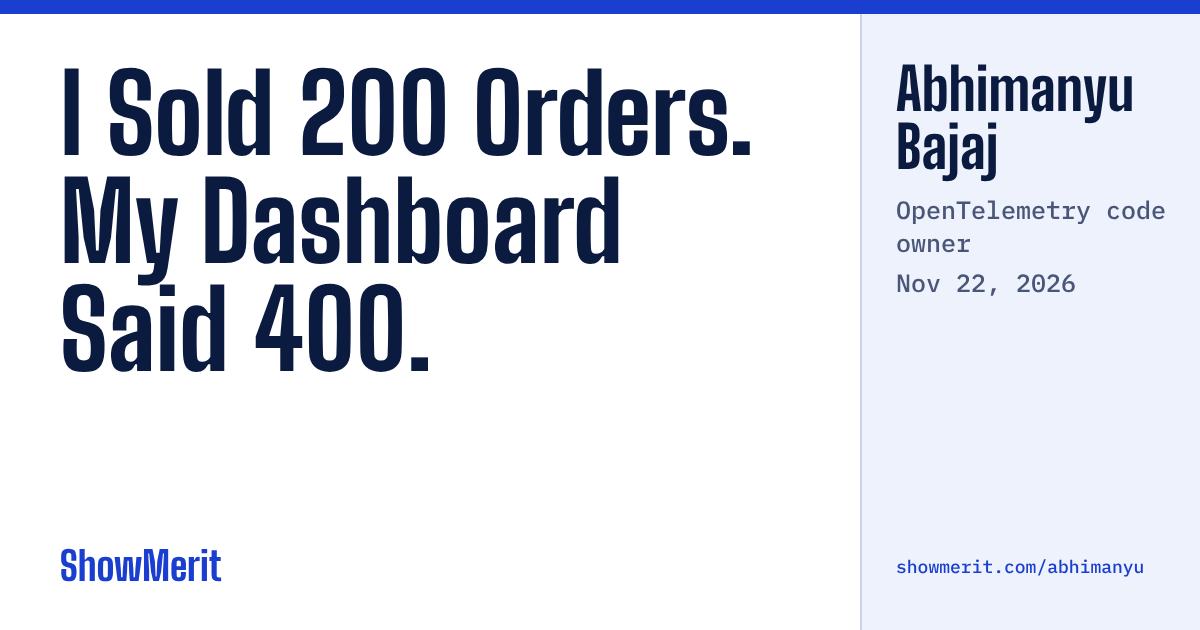 I Sold 200 Orders.
My Dashboard
Said 400.
ShowMerit
Abhimanyu
Bajaj
OpenTelemetry code
owner
Nov 22, 2026
showmerit.com/abhimanyu